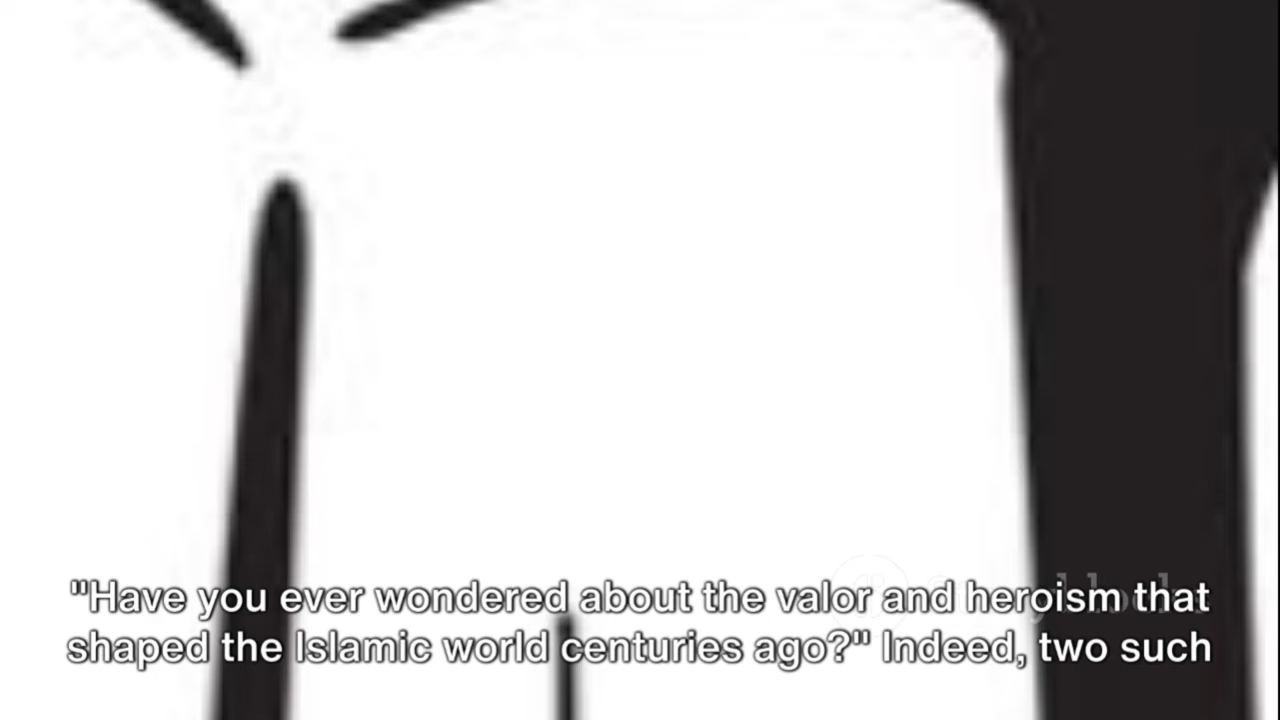 "Have you ever wondered about the valor and heroism that
shaped the Islamic world centuries ago?" Indeed, two such